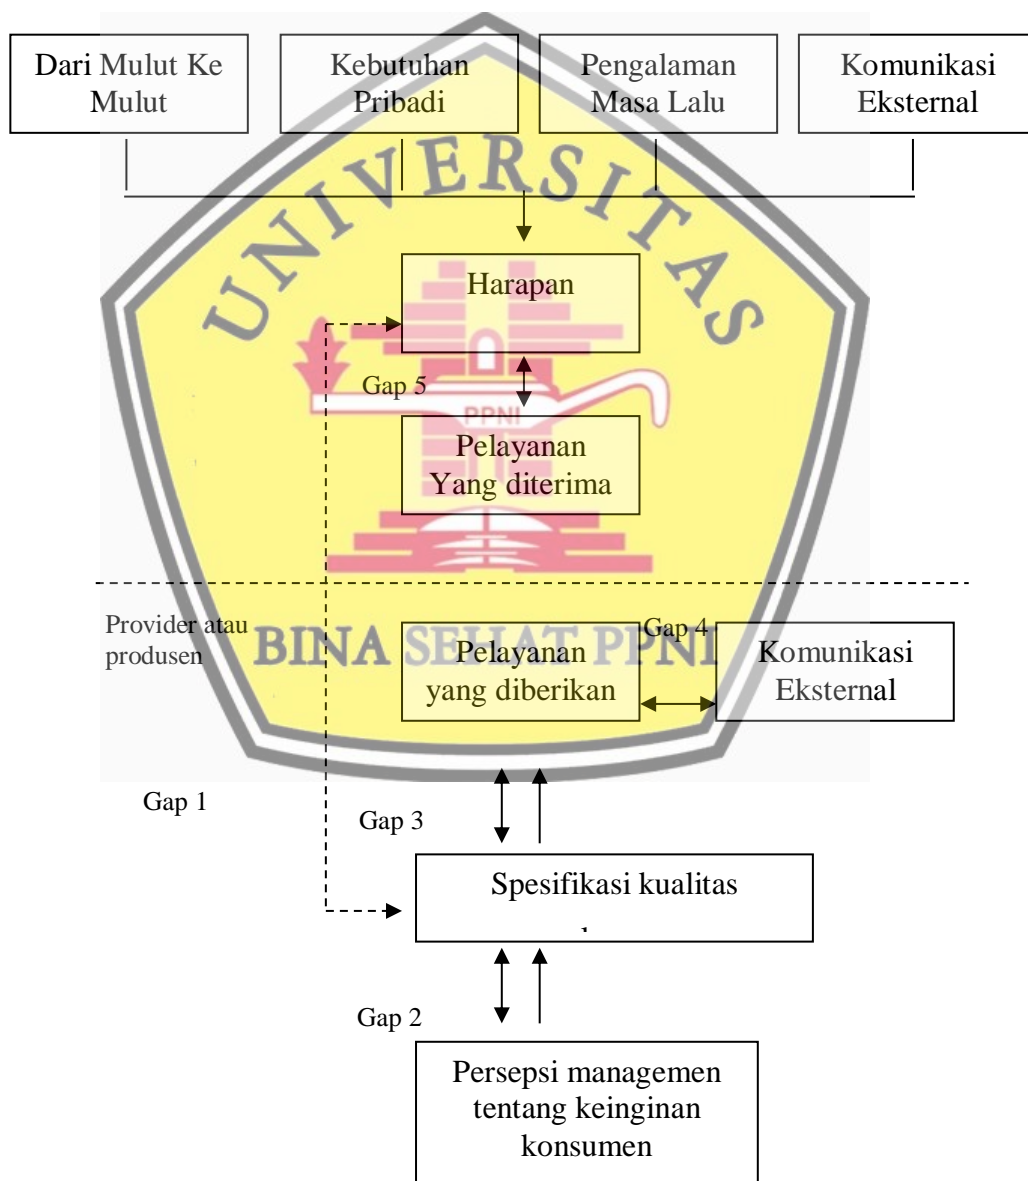 Dari Mulut Ke
Mulut
Kebutuhan
Pribadi
Pengalaman
Masa Lalu
Komunikasi
Eksternal
UNIVERSITAS
Harapan
Gap 5
PPNI
Pelayanan
Yang diterima
Provider atau
produsen
BINA SEHAT PPNI
Pelayanan
yang diberikan
Gap 4
Komunikasi
Eksternal
Gap 1
Gap 3
Spesifikasi kualitas
Gap 2
Persepsi managemen
tentang keinginan
konsumen